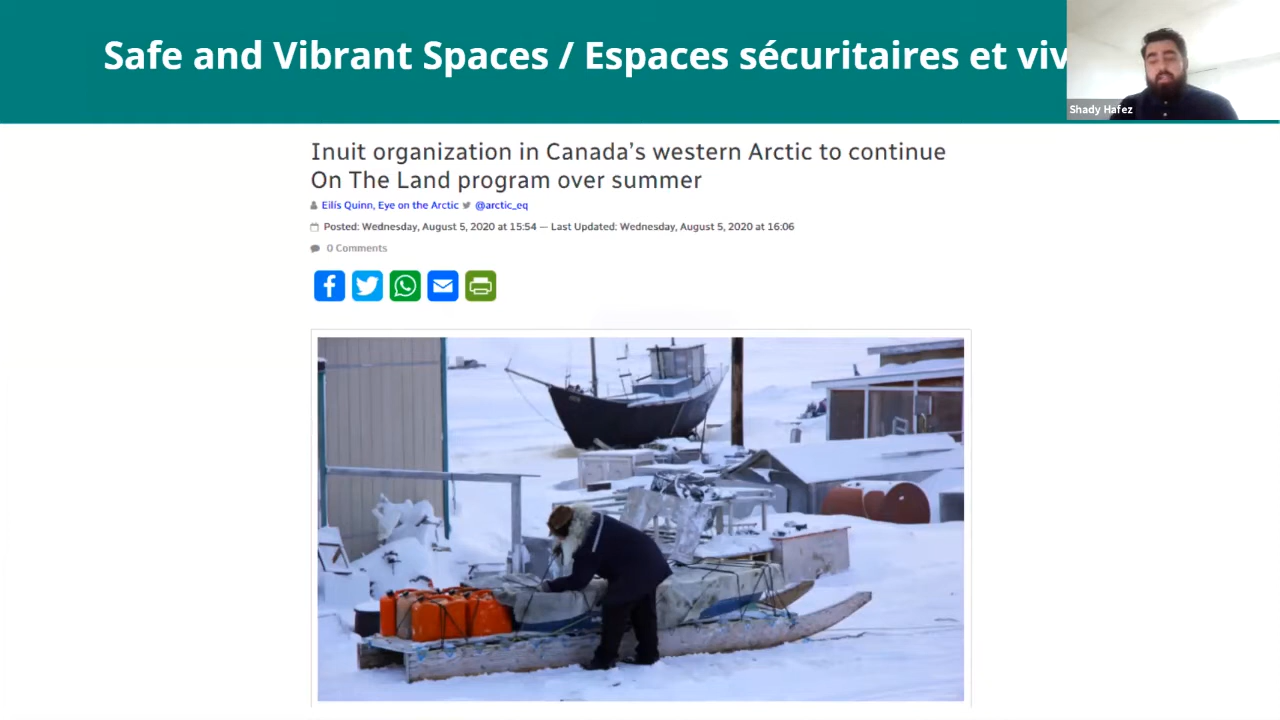 Safe and Vibrant Spaces / Espaces sécuritaires et viv
Shady Hafez
Inuit organization in Canada's western Arctic to continue
On The Land program over summer
Eilís Quinn, Eye on the Arctic @arctic_eq
Posted: Wednesday, August 5, 2020 at 15:54 — Last Updated: Wednesday, August 5, 2020 at 16:06
0 Comments